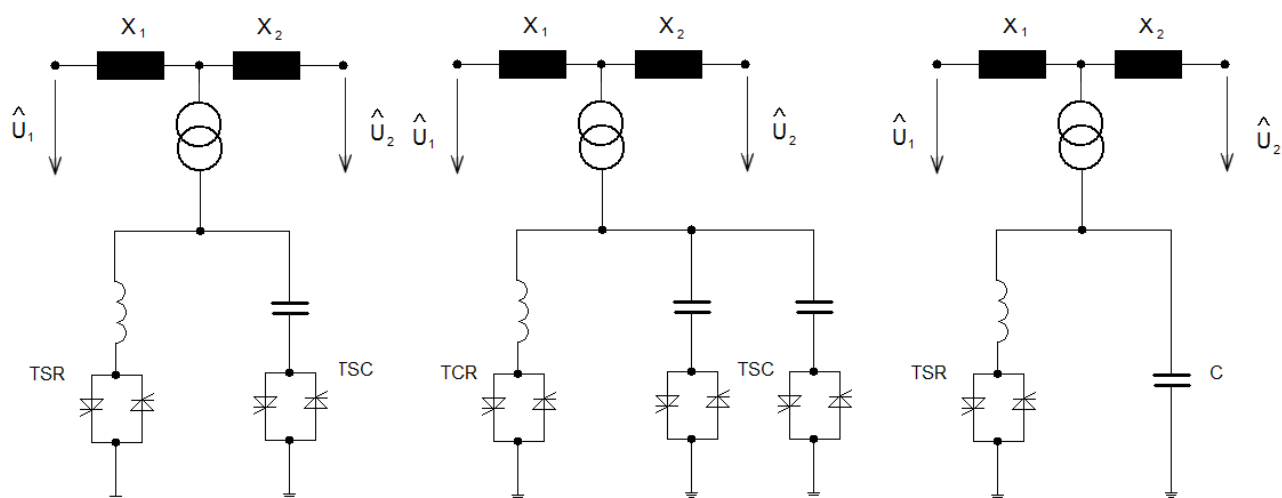 X1 X2 X1 X2 X1 X2
Û1 Û2 Û1 Û2 Û1 Û2
TSR TSC TCR TSC TSR C